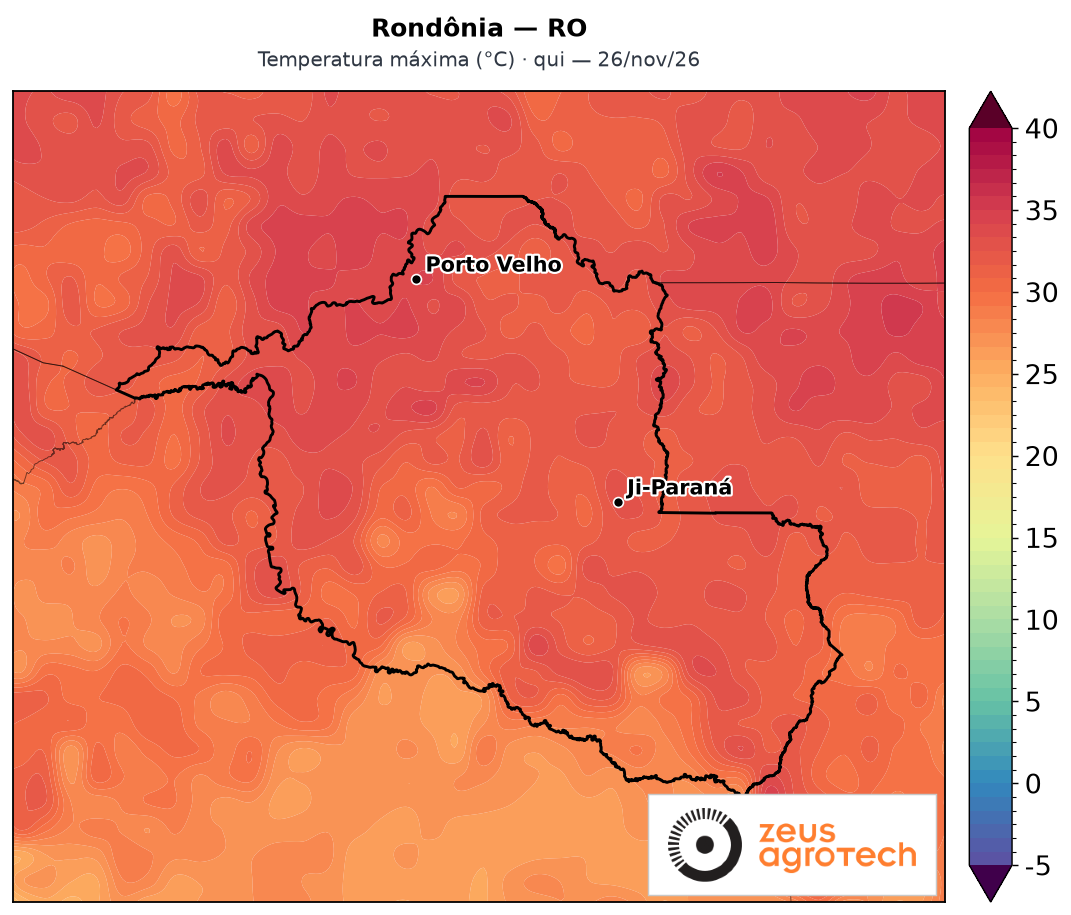 Rondônia — RO
Temperatura máxima (°C) · qui — 26/nov/26
Porto Velho
Ji-Paraná
40
35
30
25
20
15
10
5
0
-5
zeus
agrotech